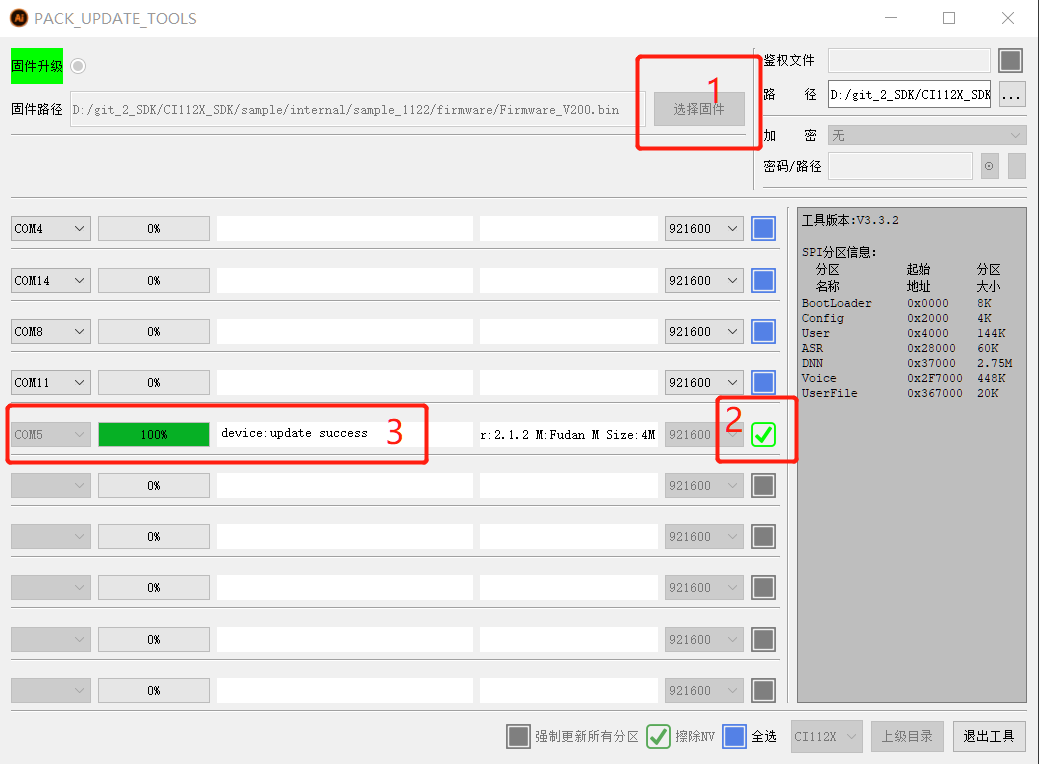 Ai PACK_UPDATE_TOOLS
固件升级
固件路径 D:/git_2_SDK/CI112X_SDK/sample/internal/sample_1122/firmware/Firmware_V200.bin 选择固件 1
鉴权文件
路 径 D:/git_2_SDK/CI112X_SDK ...
加 密 无
密码/路径
COM4 0% 921600
COM14 0% 921600
COM8 0% 921600
COM11 0% 921600
COM5 100% device:update success 3 r:2.1.2 M:Fudan M Size:4M 921600 2
0% 921600
0% 921600
0% 921600
0% 921600
0% 921600
工具版本:V3.3.2
SPI分区信息:
分区 起始 分区
名称 地址 大小
BootLoader 0x0000 8K
Config 0x2000 4K
User 0x4000 144K
ASR 0x28000 60K
DNN 0x37000 2.75M
Voice 0x2F7000 448K
UserFile 0x367000 20K
强制更新所有分区 擦除NV 全选 CI112X 上级目录 退出工具